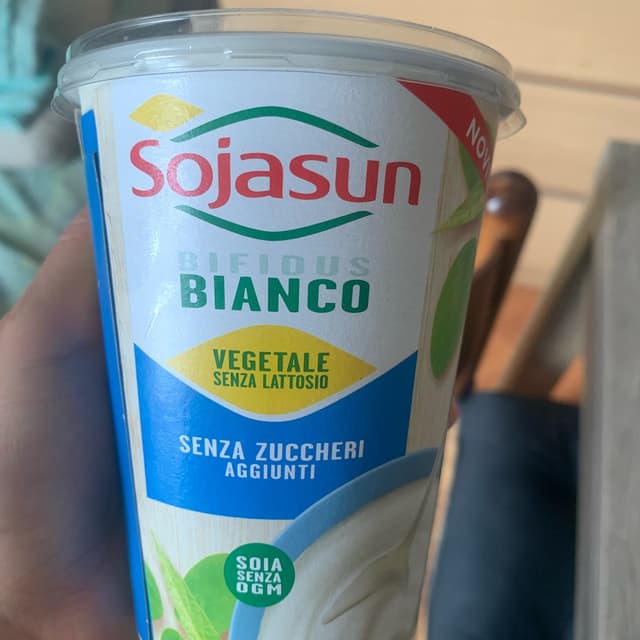 Sojasun
BIFIDUS
BIANCO
VEGETALE
SENZA LATTOSIO
SENZA ZUCCHERI
AGGIUNTI
SOIA
SENZA
OGM